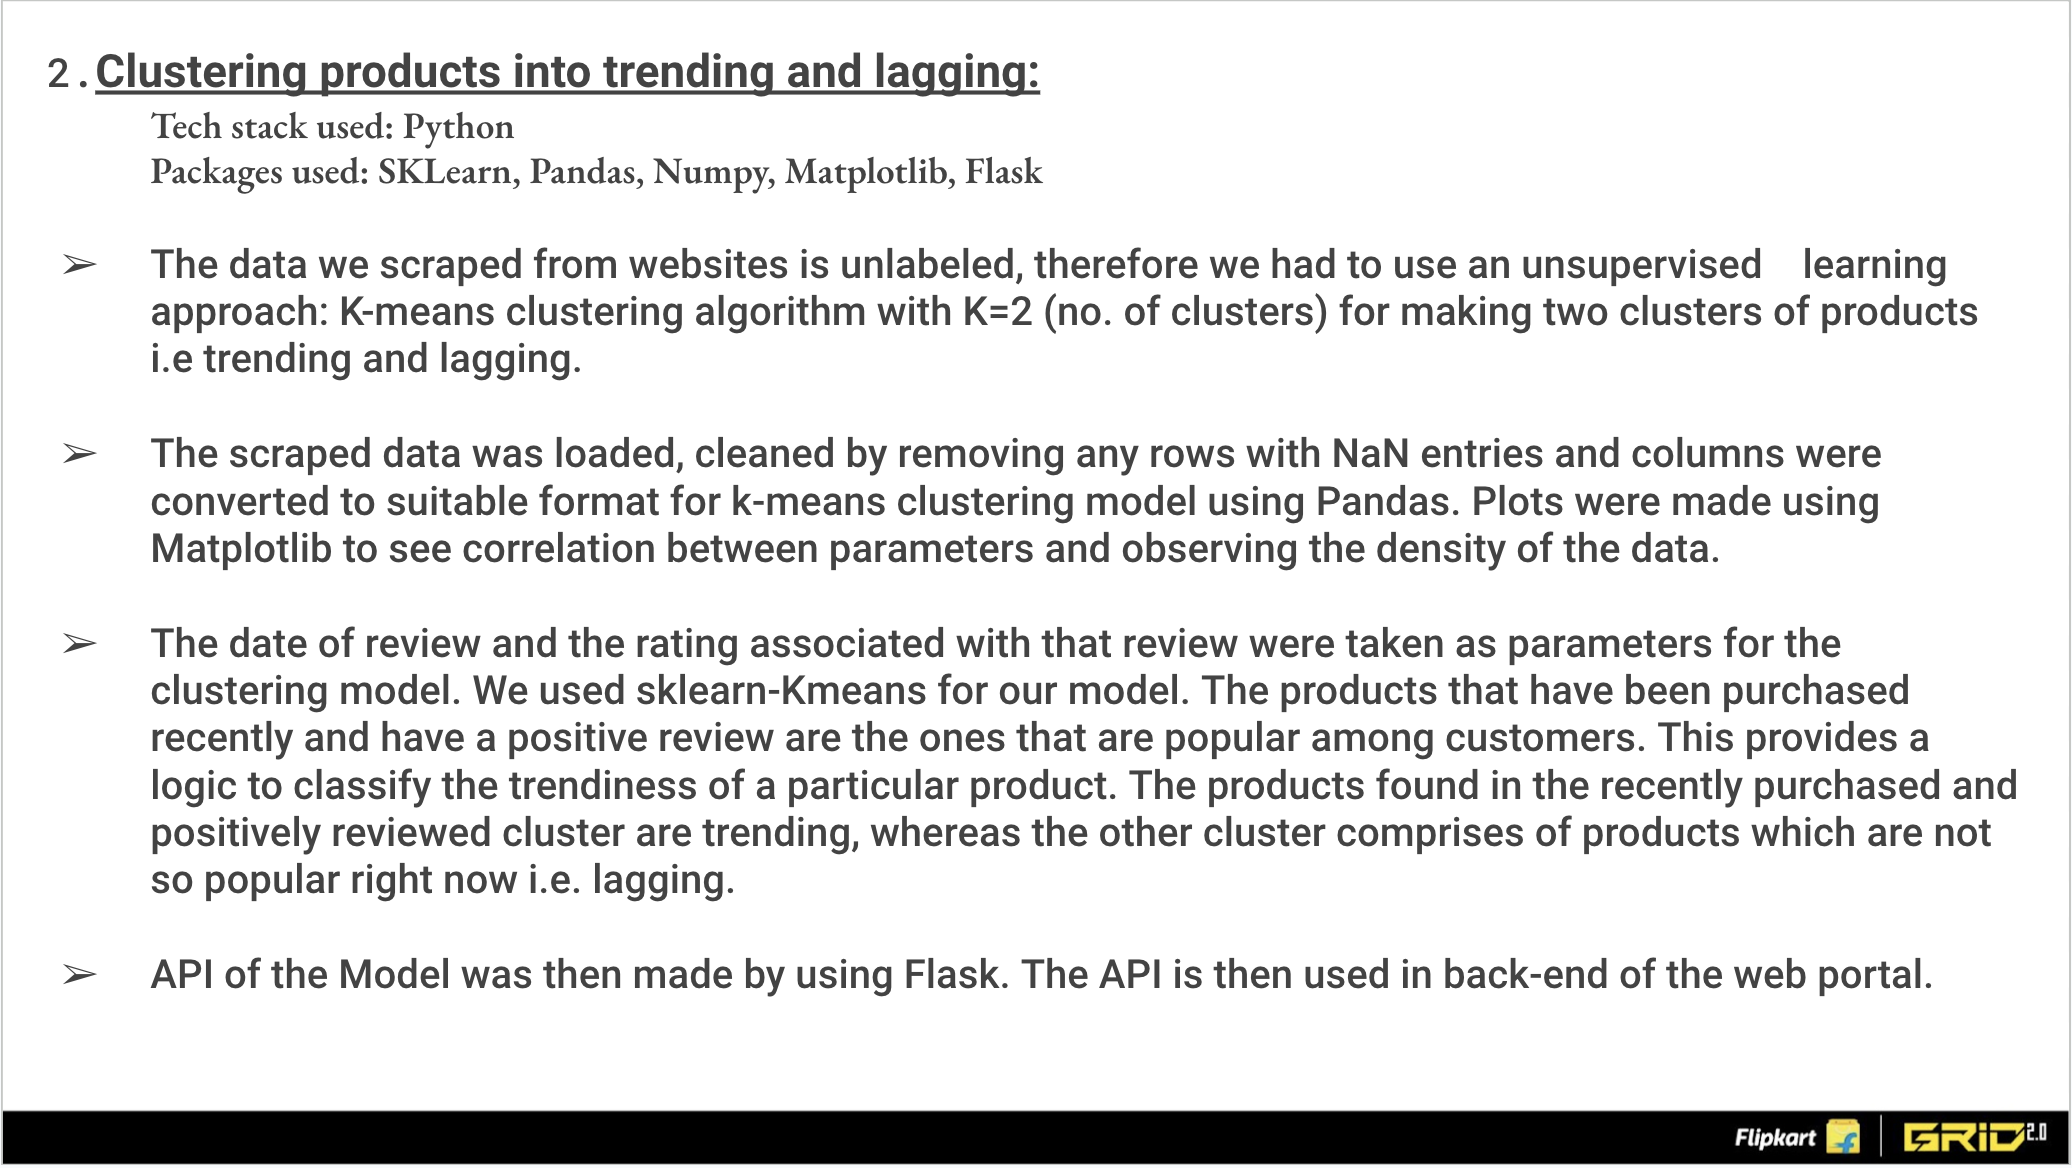 2. Clustering products into trending and lagging:
Tech stack used: Python
Packages used: SKLearn, Pandas, Numpy, Matplotlib, Flask
➢ The data we scraped from websites is unlabeled, therefore we had to use an unsupervised learning
approach: K-means clustering algorithm with K=2 (no. of clusters) for making two clusters of products
i.e trending and lagging.
➢ The scraped data was loaded, cleaned by removing any rows with NaN entries and columns were
converted to suitable format for k-means clustering model using Pandas. Plots were made using
Matplotlib to see correlation between parameters and observing the density of the data.
➢ The date of review and the rating associated with that review were taken as parameters for the
clustering model. We used sklearn-Kmeans for our model. The products that have been purchased
recently and have a positive review are the ones that are popular among customers. This provides a
logic to classify the trendiness of a particular product. The products found in the recently purchased and
positively reviewed cluster are trending, whereas the other cluster comprises of products which are not
so popular right now i.e. lagging.
➢ API of the Model was then made by using Flask. The API is then used in back-end of the web portal.
Flipkart GRiD 2.0